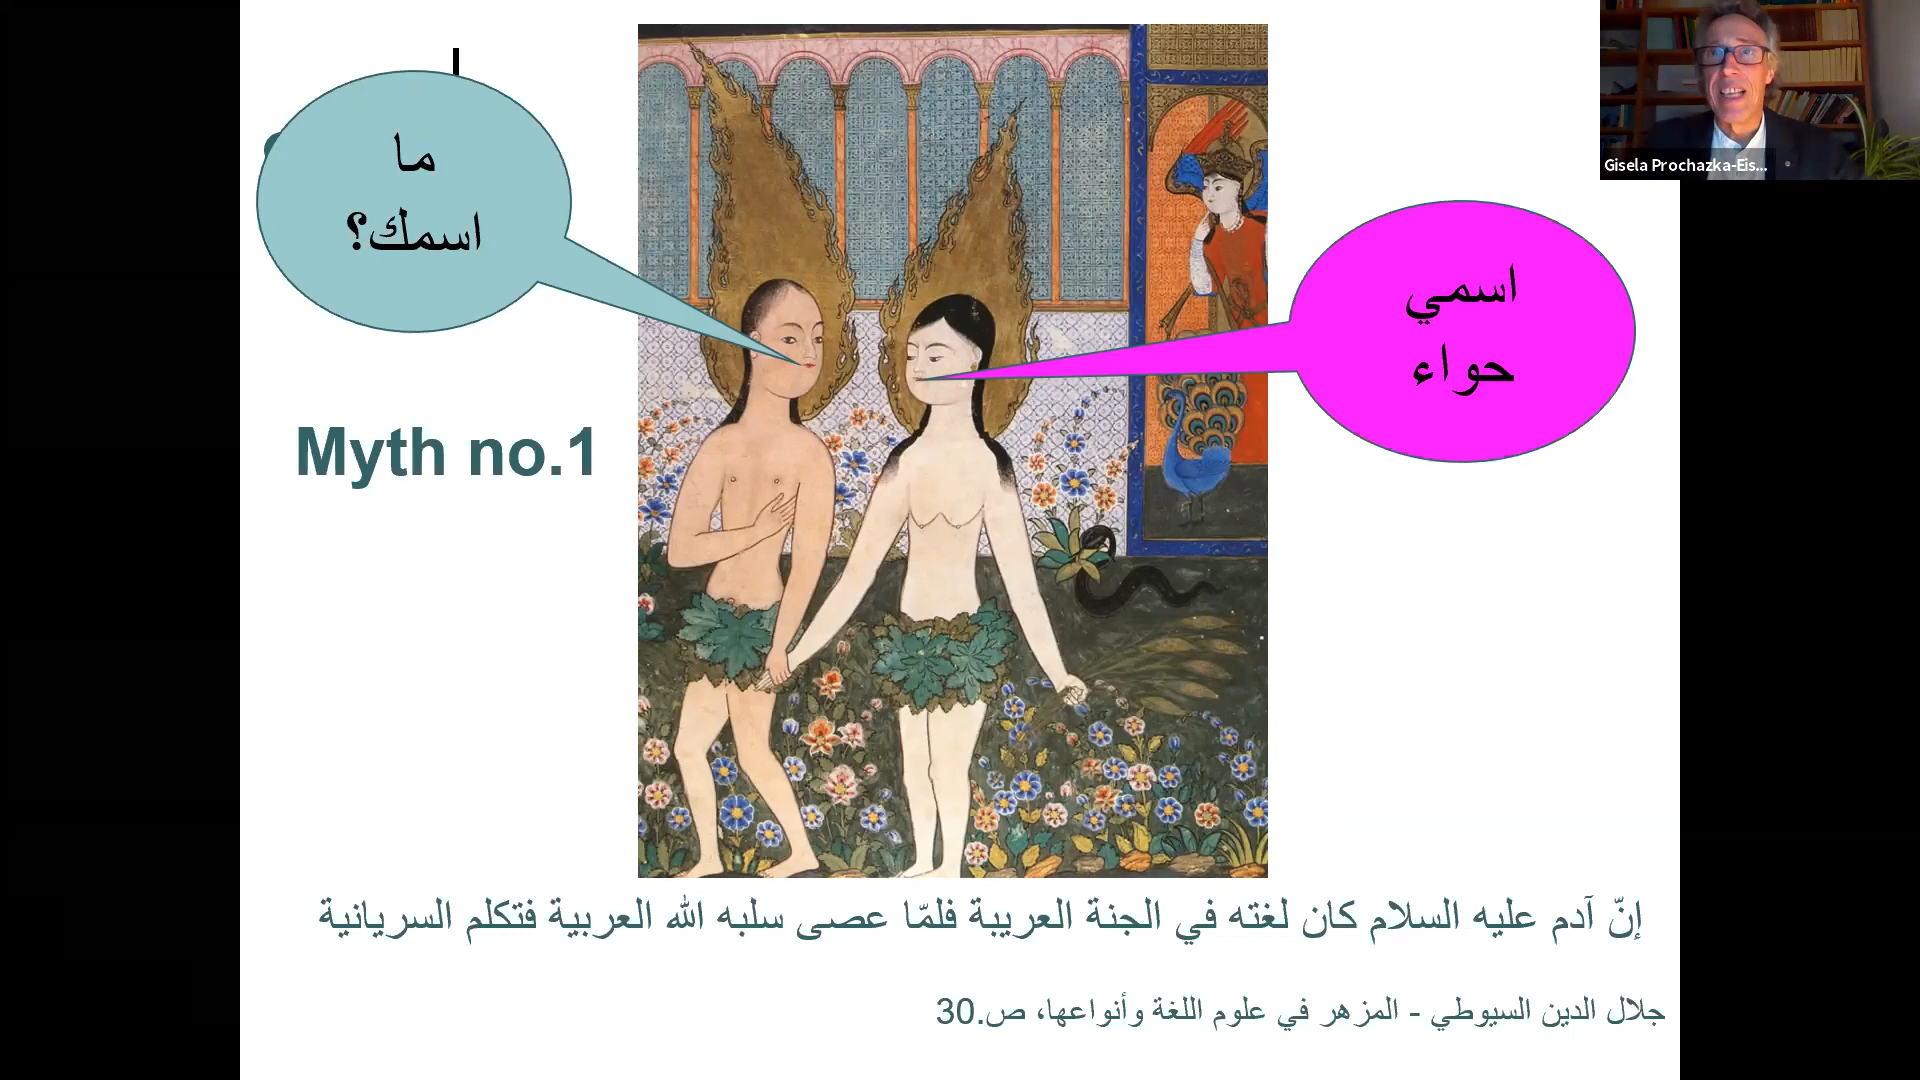 Gisela Prochazka-Eis...
ما
اسمك؟
اسمي
حواء
Myth no.1
إنّ آدم عليه السلام كان لغته في الجنة العريبة فلمّا عصى سلبه الله العربية فتكلم السريانية
جلال الدين السيوطي - المزهر في علوم اللغة وأنواعها، ص.30